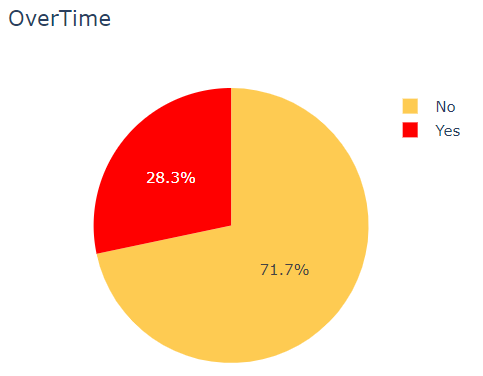 OverTime
No
Yes
28.3%
71.7%